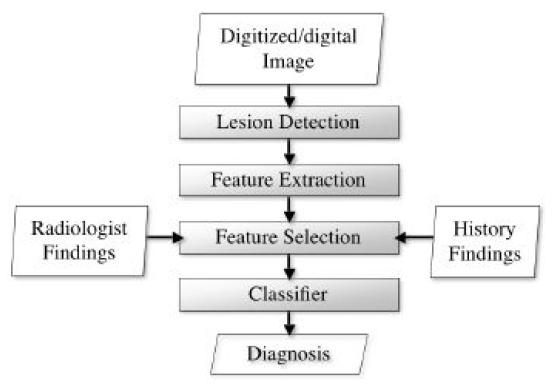 Digitized/digital
Image
Lesion Detection
Feature Extraction
Radiologist
Findings
Feature Selection
History
Findings
Classifier
Diagnosis